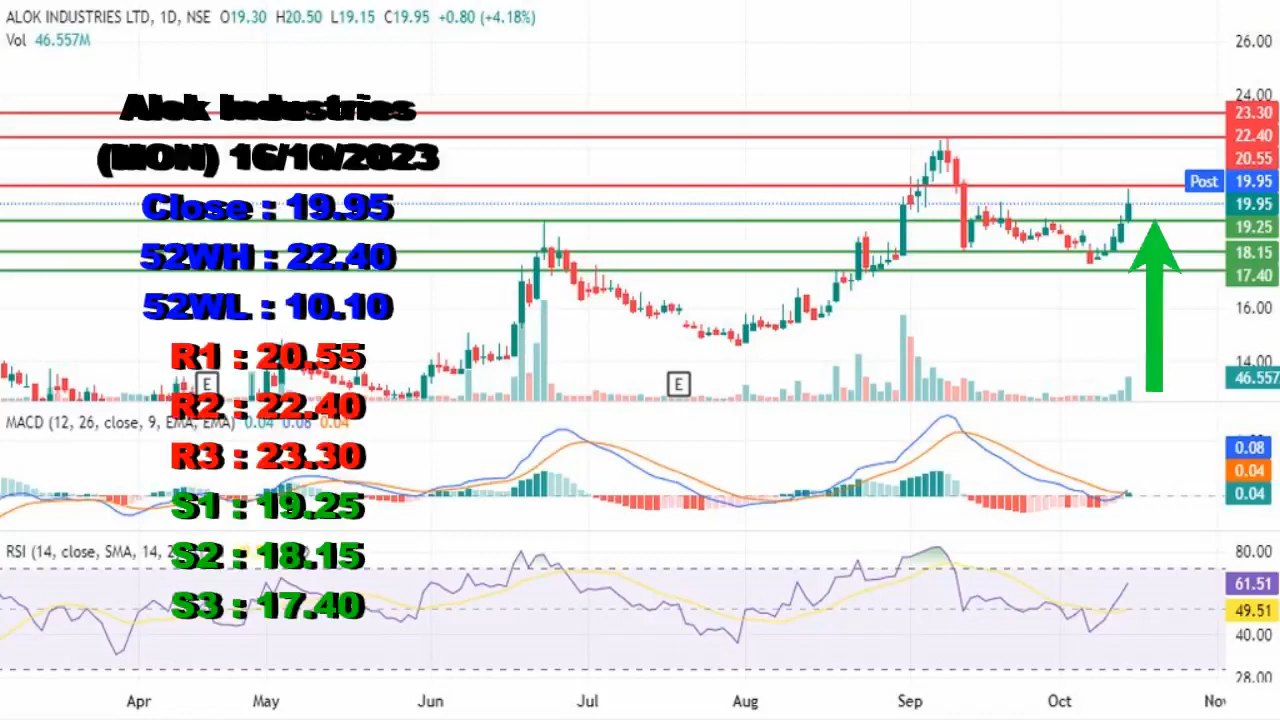 ALOK INDUSTRIES LTD, 1D, NSE O19.30 H20.50 L19.15 C19.95 +0.80 (+4.18%)
Vol 46.557M
Alok Industries
(MON) 16/10/2023
Close : 19.95
52WH : 22.40
52WL : 10.10
R1 : 20.55
R2 : 22.40
R3 : 23.30
S1 : 19.25
S2 : 18.15
S3 : 17.40
26.00
24.00
23.30
22.40
20.55
Post 19.95
19.95
19.25
18.15
17.40
16.00
14.00
46.557
E
E
MACD (12, 26, close, 9, EMA, EMA) 0.04 0.08 0.04
0.08
0.04
0.04
RSI (14, close, SMA, 14, 2
80.00
61.51
49.51
40.00
28.00
Apr May Jun Jul Aug Sep Oct Nov